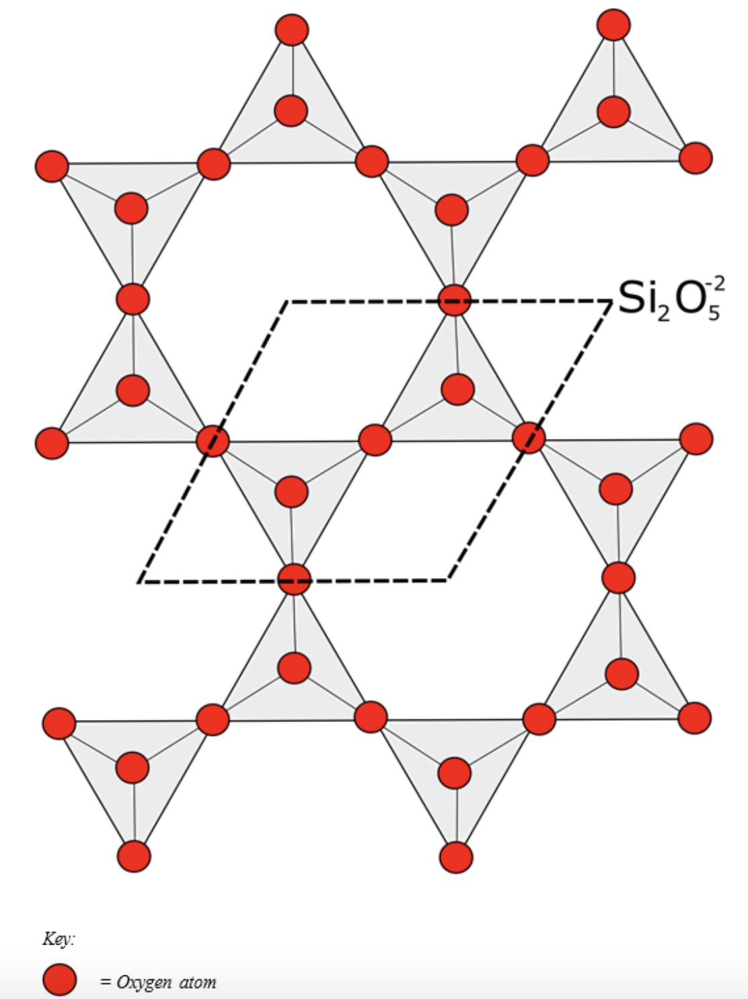 Si₂O₅⁻²
Key:
= Oxygen atom